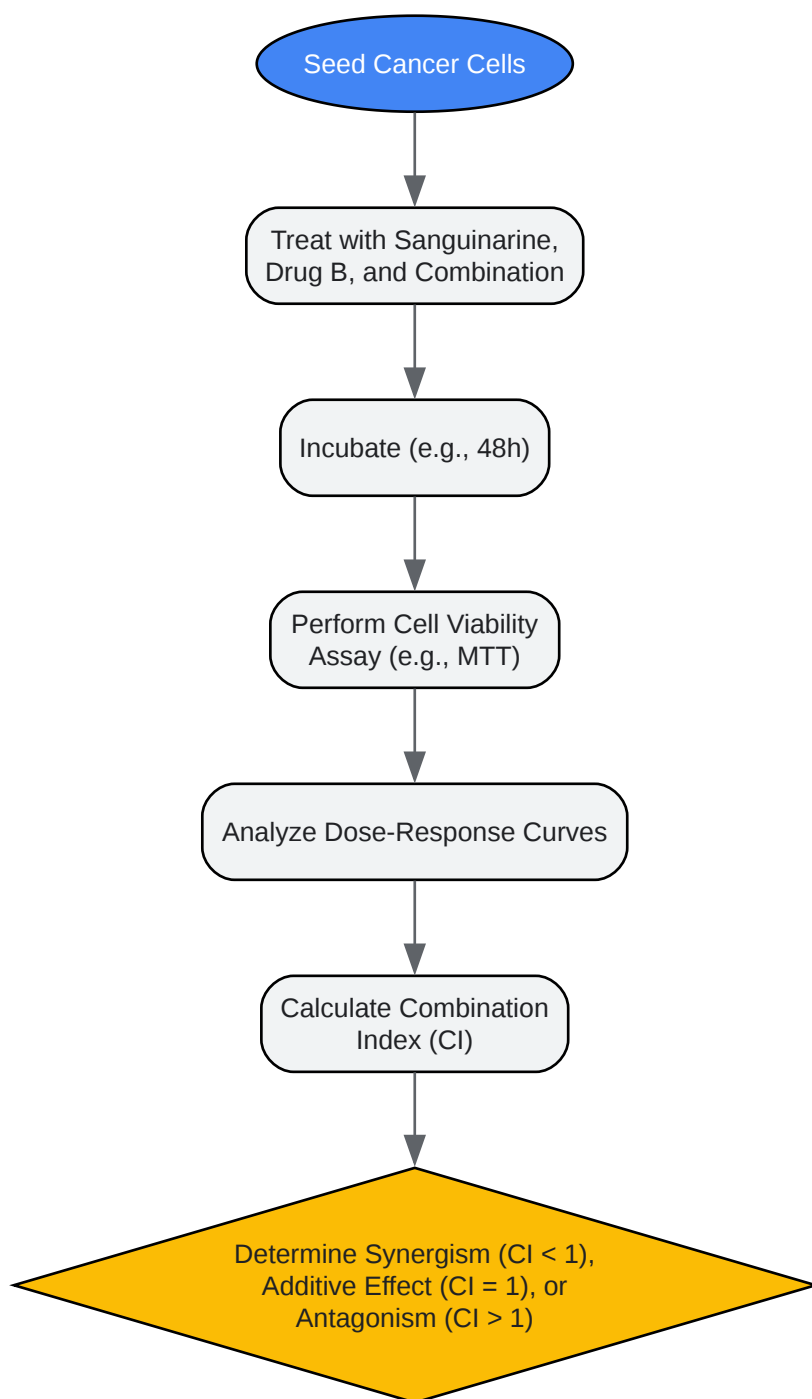 Seed Cancer Cells
Treat with Sanguinarine,
Drug B, and Combination
Incubate (e.g., 48h)
Perform Cell Viability
Assay (e.g., MTT)
Analyze Dose-Response Curves
Calculate Combination
Index (CI)
Determine Synergism (CI < 1),
Additive Effect (CI = 1), or
Antagonism (CI > 1)